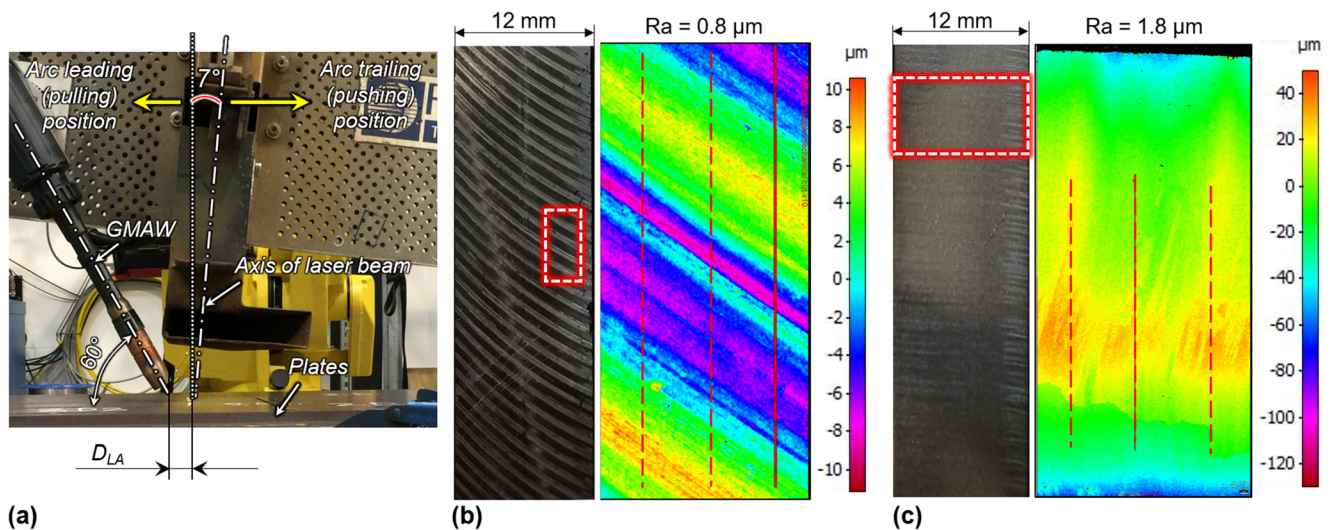 Arc leading
(pulling)
position
7°
Arc trailing
(pushing)
position
GMAW
Axis of laser beam
60°
Plates
D_LA
(a)
12 mm
Ra = 0.8 µm
µm
10
8
6
4
2
0
-2
-4
-6
-8
-10
(b)
12 mm
Ra = 1.8 µm
µm
40
20
0
-20
-40
-60
-80
-100
-120
(c)